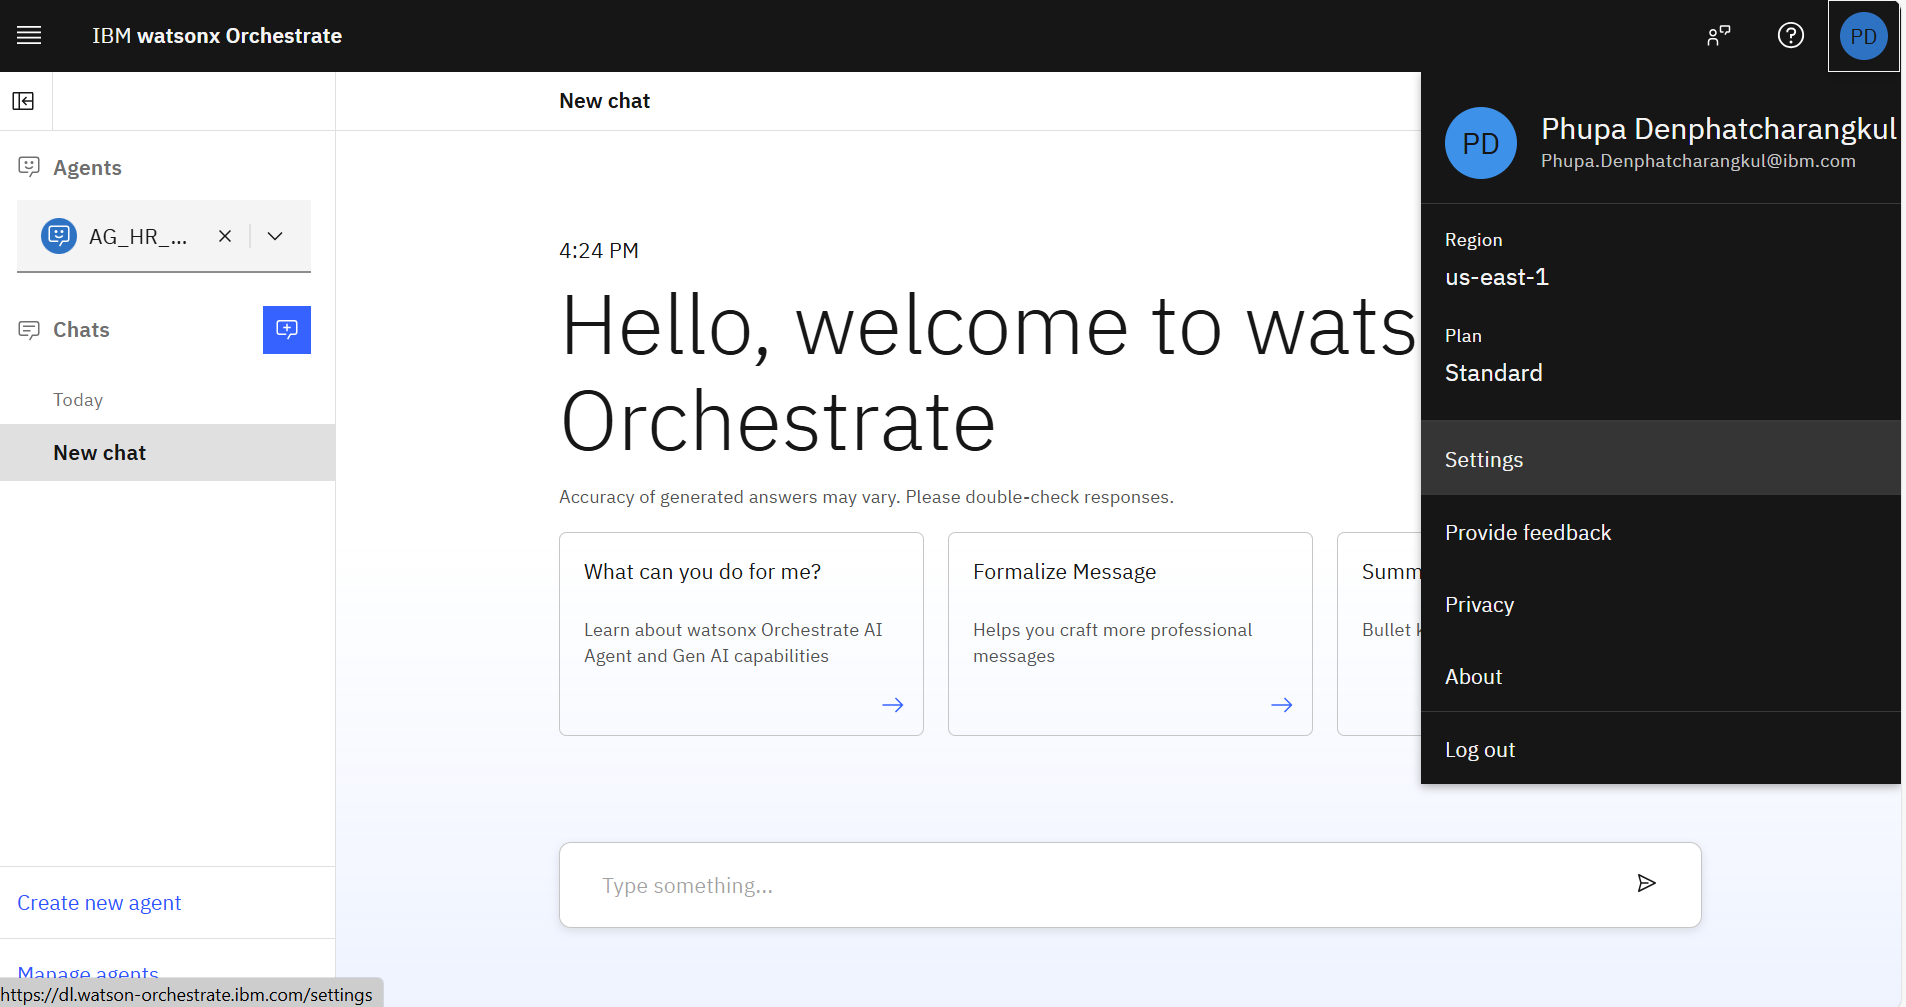 IBM watsonx Orchestrate
PD
Agents
AG_HR_...
Chats
Today
New chat
Create new agent
Manage agents
https://dl.watson-orchestrate.ibm.com/settings
New chat
4:24 PM
Hello, welcome to wats
Orchestrate
Accuracy of generated answers may vary. Please double-check responses.
What can you do for me?
Learn about watsonx Orchestrate AI
Agent and Gen AI capabilities
Formalize Message
Helps you craft more professional
messages
Summ
Bullet k
Type something...
PD
Phupa Denphatcharangkul
Phupa.Denphatcharangkul@ibm.com
Region
us-east-1
Plan
Standard
Settings
Provide feedback
Privacy
About
Log out